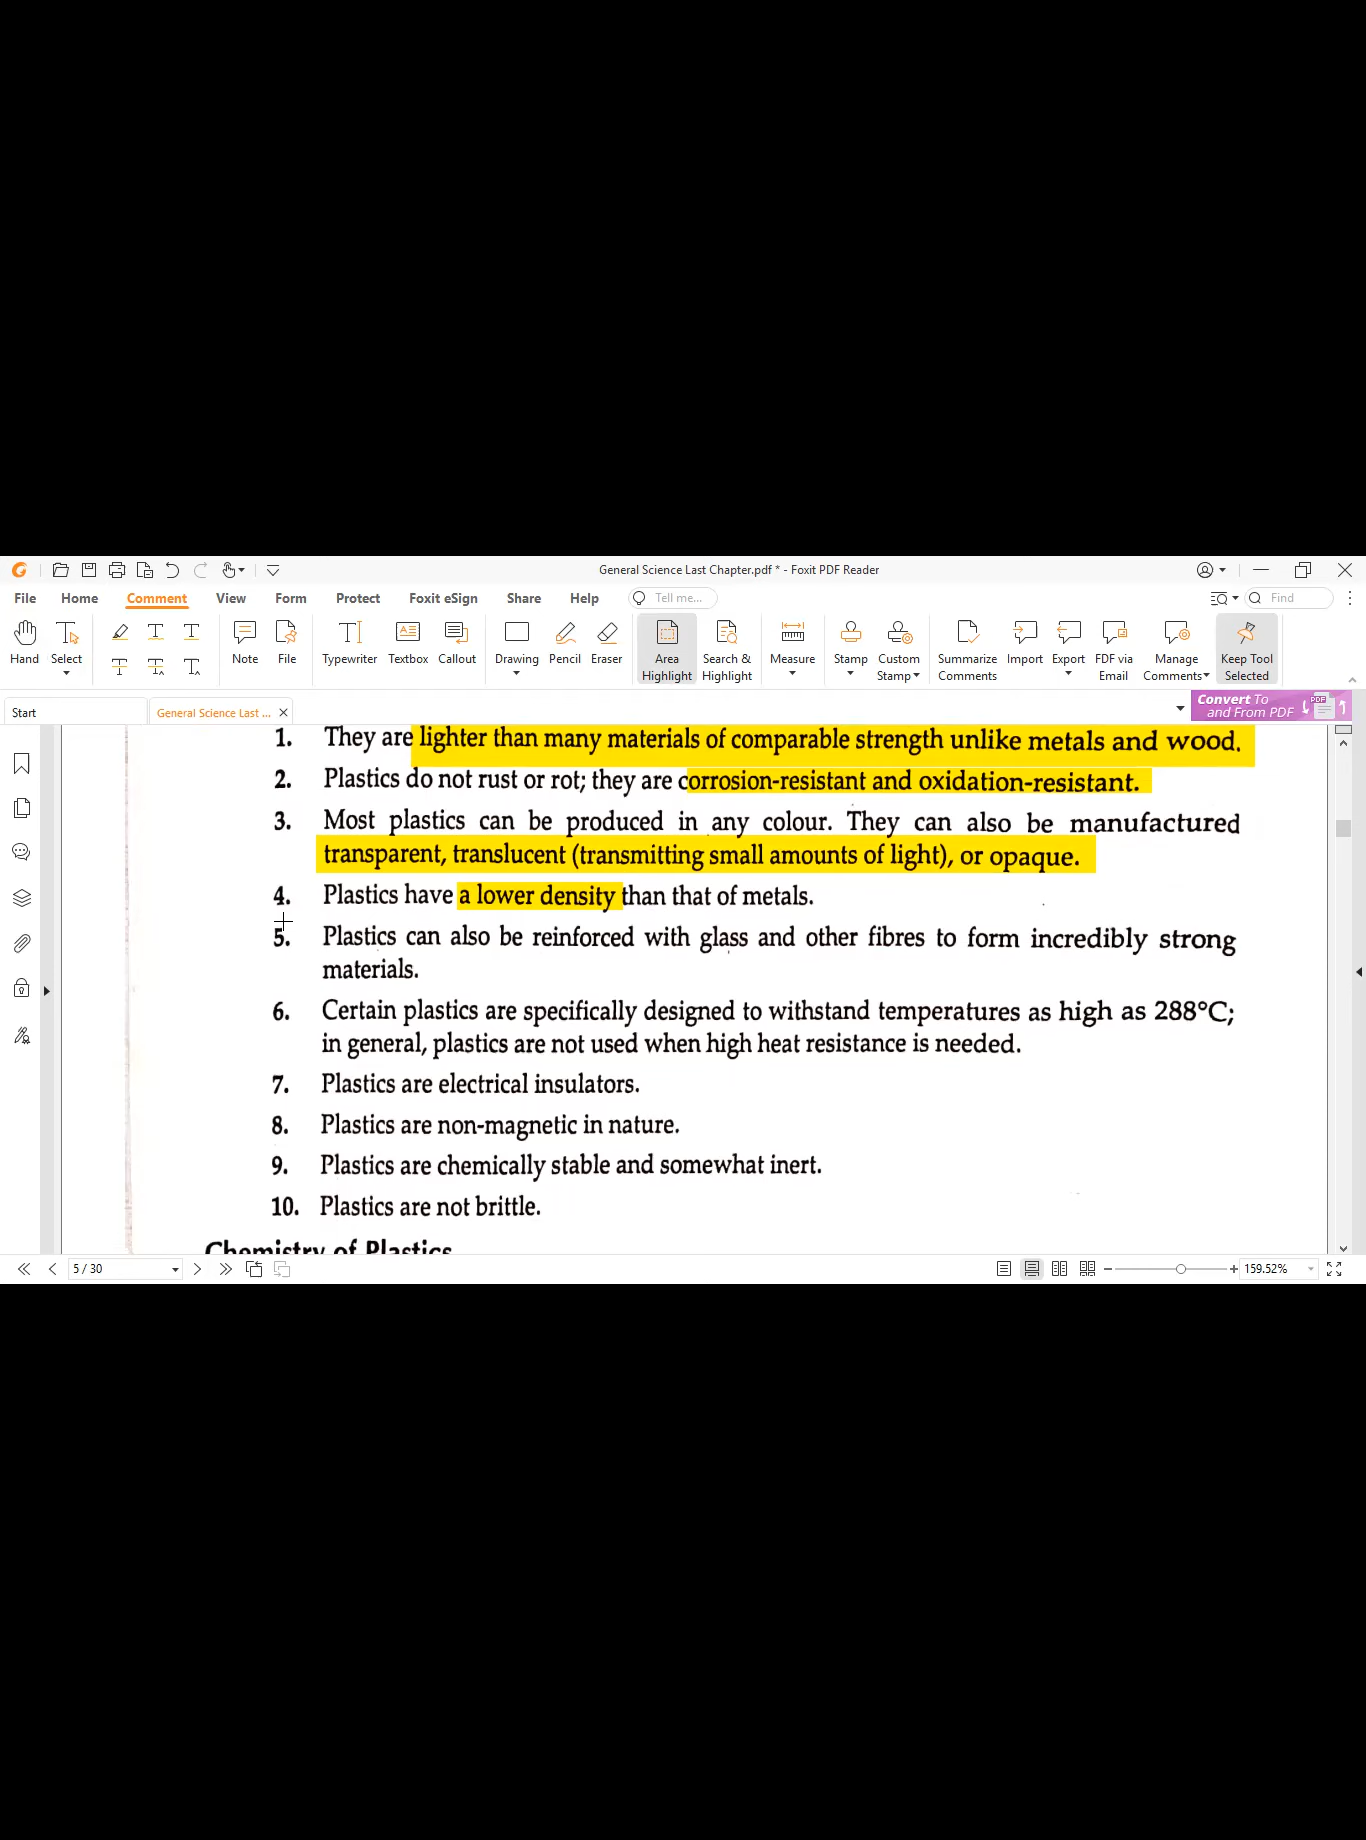 General Science Last Chapter.pdf * - Foxit PDF Reader
File Home Comment View Form Protect Foxit eSign Share Help Tell me... Find
Hand Select Note File Typewriter Textbox Callout Drawing Pencil Eraser Area Highlight Search & Highlight Measure Stamp Custom Stamp Summarize Comments Import Export FDF via Email Manage Comments Keep Tool Selected
Start General Science Last ... Convert To and From PDF
1. They are lighter than many materials of comparable strength unlike metals and wood.
2. Plastics do not rust or rot; they are corrosion-resistant and oxidation-resistant.
3. Most plastics can be produced in any colour. They can also be manufactured
transparent, translucent (transmitting small amounts of light), or opaque.
4. Plastics have a lower density than that of metals.
5. Plastics can also be reinforced with glass and other fibres to form incredibly strong
materials.
6. Certain plastics are specifically designed to withstand temperatures as high as 288°C;
in general, plastics are not used when high heat resistance is needed.
7. Plastics are electrical insulators.
8. Plastics are non-magnetic in nature.
9. Plastics are chemically stable and somewhat inert.
10. Plastics are not brittle.
Chemistry of Plastics
5 / 30 159.52%